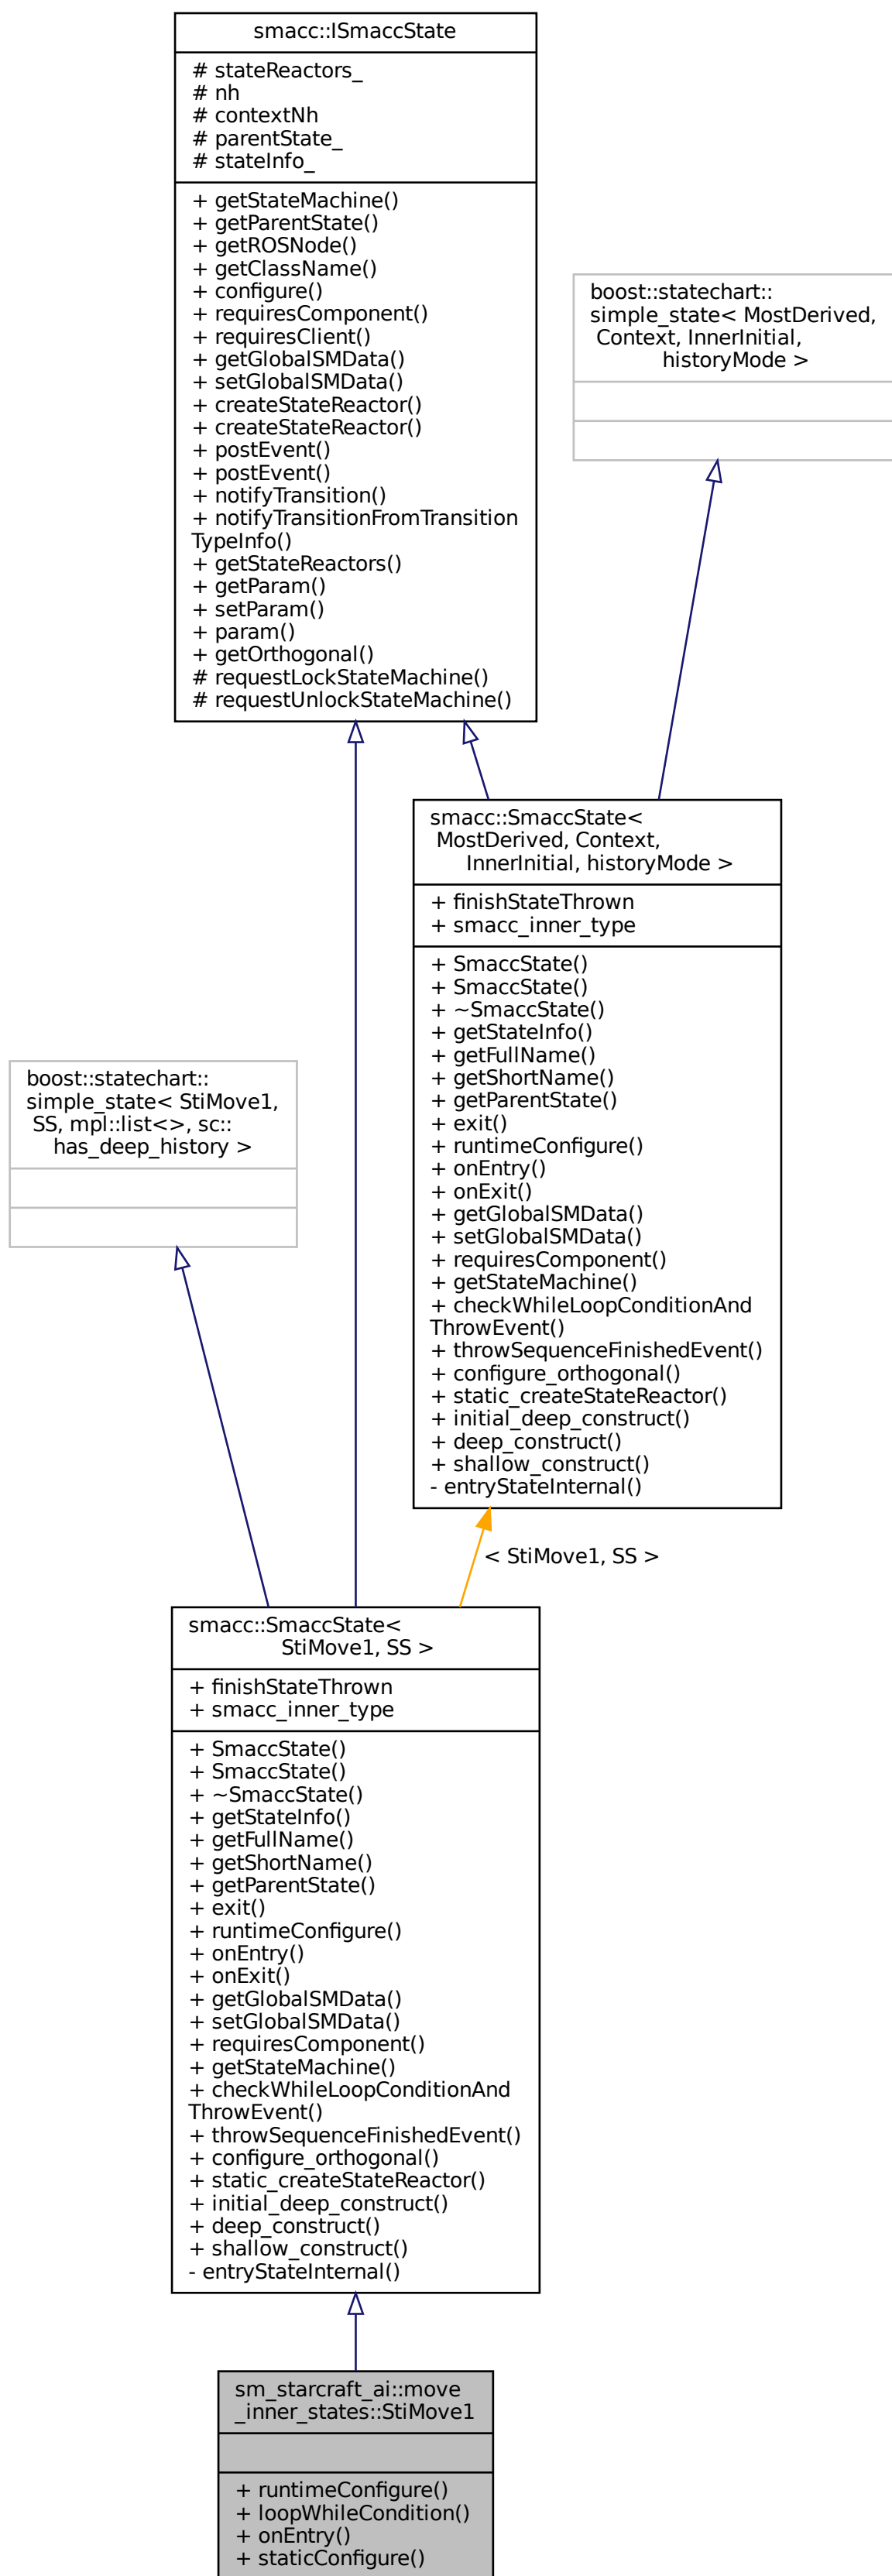 smacc::ISmaccState
# stateReactors_
# nh
# contextNh
# parentState_
# stateInfo_
+ getStateMachine()
+ getParentState()
+ getROSNode()
+ getClassName()
+ configure()
+ requiresComponent()
+ requiresClient()
+ getGlobalSMData()
+ setGlobalSMData()
+ createStateReactor()
+ createStateReactor()
+ postEvent()
+ postEvent()
+ notifyTransition()
+ notifyTransitionFromTransition
TypeInfo()
+ getStateReactors()
+ getParam()
+ setParam()
+ param()
+ getOrthogonal()
# requestLockStateMachine()
# requestUnlockStateMachine()
boost::statechart::
simple_state< MostDerived,
Context, InnerInitial,
historyMode >
smacc::SmaccState<
MostDerived, Context,
InnerInitial, historyMode >
+ finishStateThrown
+ smacc_inner_type
+ SmaccState()
+ SmaccState()
+ ~SmaccState()
+ getStateInfo()
+ getFullName()
+ getShortName()
+ getParentState()
+ exit()
+ runtimeConfigure()
+ onEntry()
+ onExit()
+ getGlobalSMData()
+ setGlobalSMData()
+ requiresComponent()
+ getStateMachine()
+ checkWhileLoopConditionAnd
ThrowEvent()
+ throwSequenceFinishedEvent()
+ configure_orthogonal()
+ static_createStateReactor()
+ initial_deep_construct()
+ deep_construct()
+ shallow_construct()
- entryStateInternal()
boost::statechart::
simple_state< StiMove1,
SS, mpl::list<>, sc::
has_deep_history >
< StiMove1, SS >
smacc::SmaccState<
StiMove1, SS >
+ finishStateThrown
+ smacc_inner_type
+ SmaccState()
+ SmaccState()
+ ~SmaccState()
+ getStateInfo()
+ getFullName()
+ getShortName()
+ getParentState()
+ exit()
+ runtimeConfigure()
+ onEntry()
+ onExit()
+ getGlobalSMData()
+ setGlobalSMData()
+ requiresComponent()
+ getStateMachine()
+ checkWhileLoopConditionAnd
ThrowEvent()
+ throwSequenceFinishedEvent()
+ configure_orthogonal()
+ static_createStateReactor()
+ initial_deep_construct()
+ deep_construct()
+ shallow_construct()
- entryStateInternal()
sm_starcraft_ai::move
_inner_states::StiMove1
+ runtimeConfigure()
+ loopWhileCondition()
+ onEntry()
+ staticConfigure()